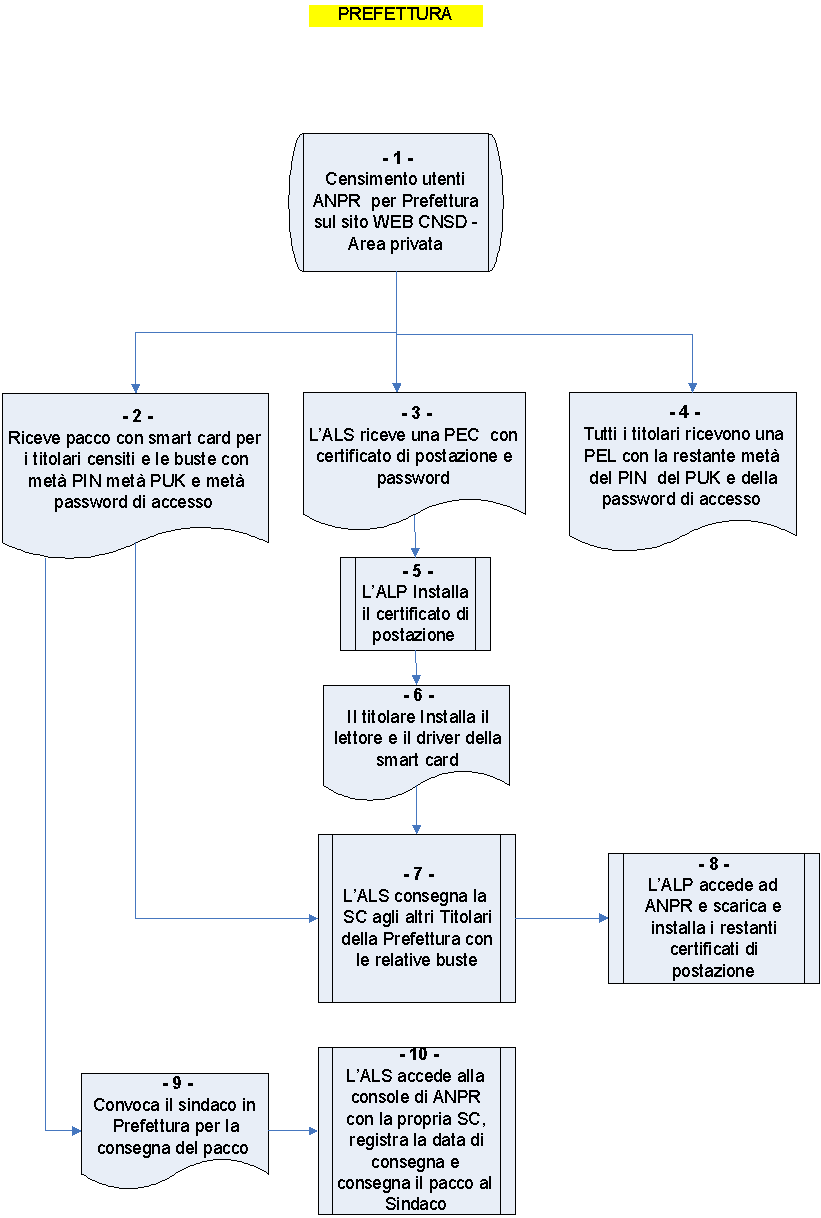 PREFETTURA
- 1 -
Censimento utenti
ANPR per Prefettura
sul sito WEB CNSD -
Area privata
- 2 -
Riceve pacco con smart card per
i titolari censiti e le buste con
metà PIN metà PUK e metà
password di accesso
- 3 -
L'ALS riceve una PEC con
certificato di postazione e
password
- 4 -
Tutti i titolari ricevono una
PEL con la restante metà
del PIN del PUK e della
password di accesso
- 5 -
L'ALP Installa
il certificato di
postazione
- 6 -
Il titolare Installa il
lettore e il driver della
smart card
- 7 -
L'ALS consegna la
SC agli altri Titolari
della Prefettura con
le relative buste
- 8 -
L'ALP accede ad
ANPR e scarica e
installa i restanti
certificati di
postazione
- 9 -
Convoca il sindaco in
Prefettura per la
consegna del pacco
- 10 -
L'ALS accede alla
console di ANPR
con la propria SC,
registra la data di
consegna e
consegna il pacco al
Sindaco